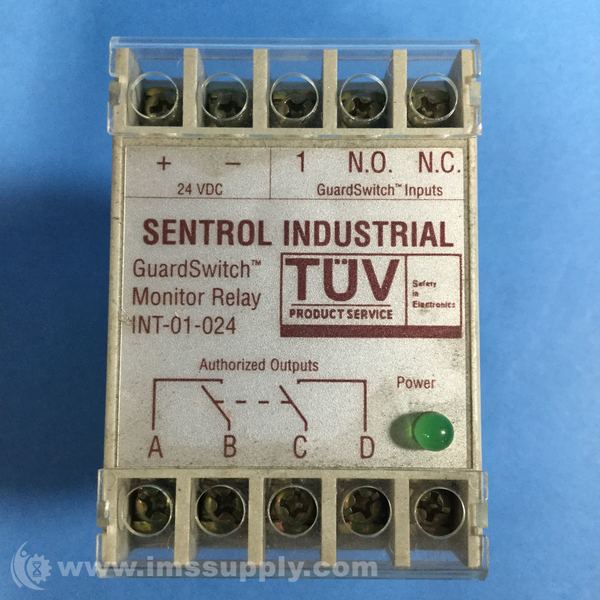 + − 1 N.O. N.C.
24 VDC GuardSwitch™ Inputs
SENTROL INDUSTRIAL
GuardSwitch™
Monitor Relay
INT-01-024
TÜV
PRODUCT SERVICE
Safety
in
Electronics
Authorized Outputs
Power
A B C D
www.imssupply.com